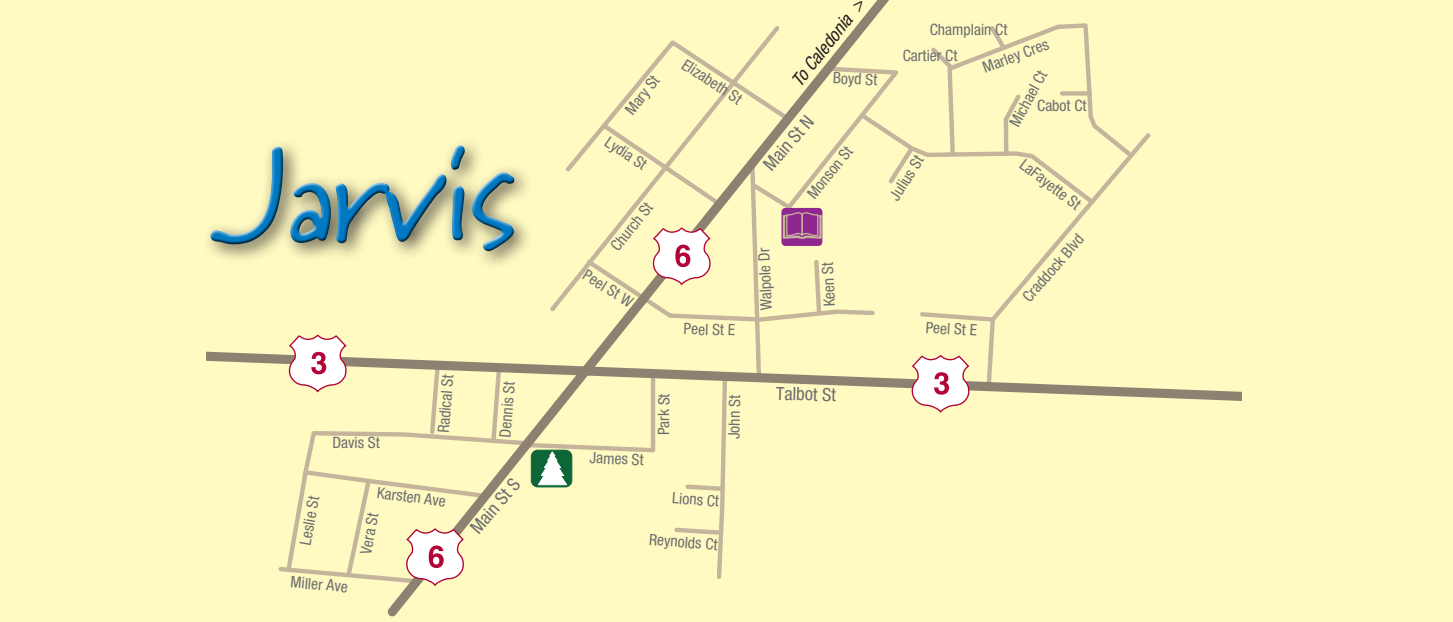 To Caledonia >
Champlain Ct
Cartier Ct
Marley Cres
Elizabeth St
Boyd St
Mary St
Michael Ct
Cabot Ct
Main St N
Lydia St
Jarvis
Monson St
Julius St
LaFayette St
Church St
6
Craddock Blvd
Walpole Dr
Keen St
Peel St W
Peel St E
Peel St E
3
3
Talbot St
Radical St
Dennis St
Park St
John St
Davis St
James St
Karsten Ave
Main St S
Lions Ct
Leslie St
Vera St
Reynolds Ct
6
Miller Ave